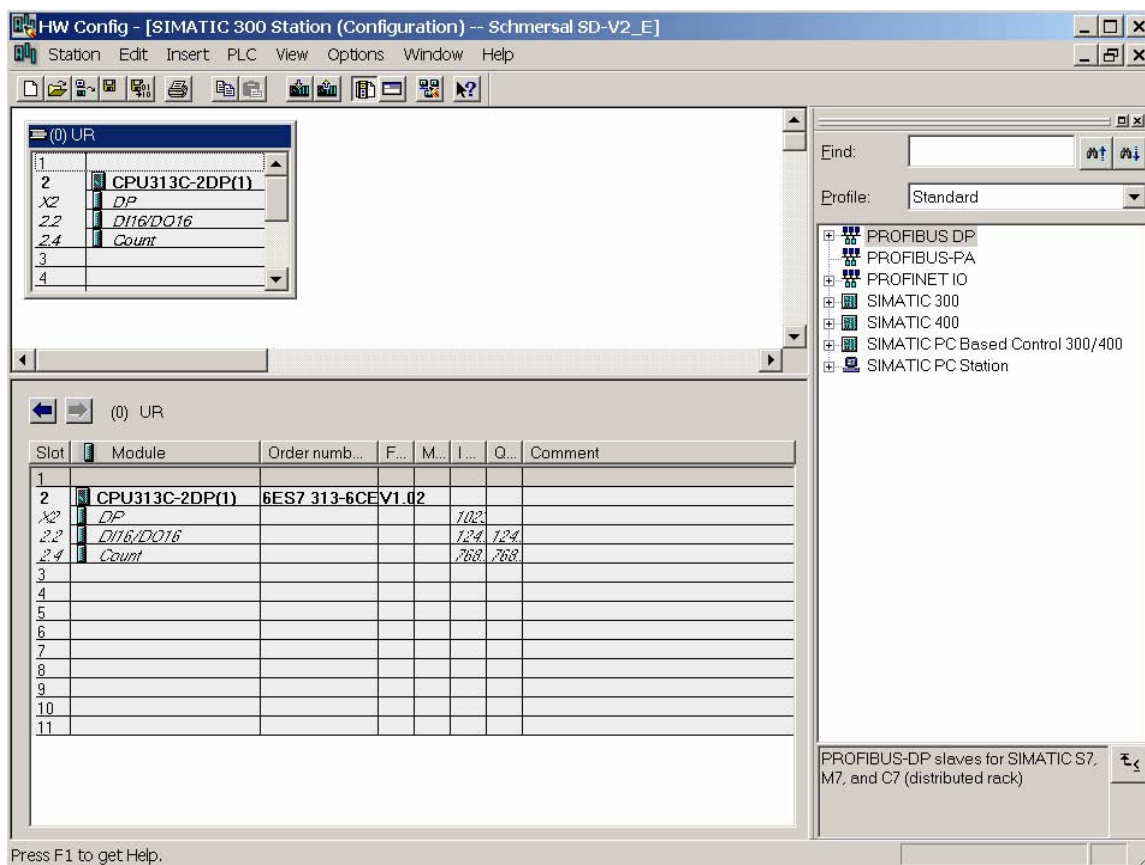 HW Config - [SIMATIC 300 Station (Configuration) -- Schmersal SD-V2_E]
Station Edit Insert PLC View Options Window Help
(0) UR
1
2 CPU313C-2DP(1)
X2 DP
2.2 DI16/DO16
2.4 Count
3
4
Find:
Profile: Standard
PROFIBUS DP
PROFIBUS-PA
PROFINET IO
SIMATIC 300
SIMATIC 400
SIMATIC PC Based Control 300/400
SIMATIC PC Station
(0) UR
Slot Module Order numb... F... M... I... Q... Comment
1
2 CPU313C-2DP(1) 6ES7 313-6CE V1.02
X2 DP
2.2 DI16/DO16 124. 124.
2.4 Count 768. 768.
3
4
5
6
7
8
9
10
11
PROFIBUS-DP slaves for SIMATIC S7,
M7, and C7 (distributed rack)
Press F1 to get Help.